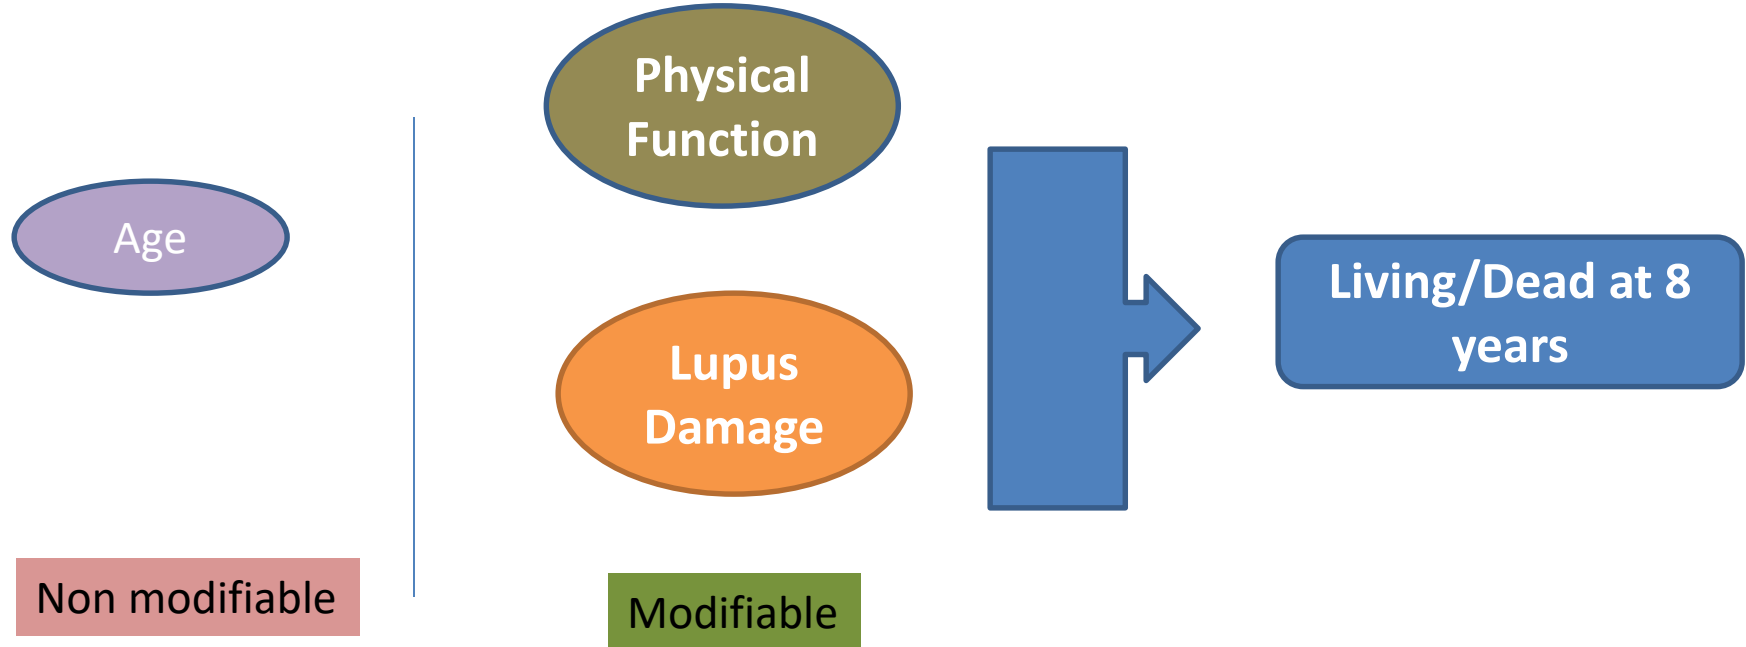 Age
Non modifiable
Physical
Function
Lupus
Damage
Modifiable
Living/Dead at 8
years